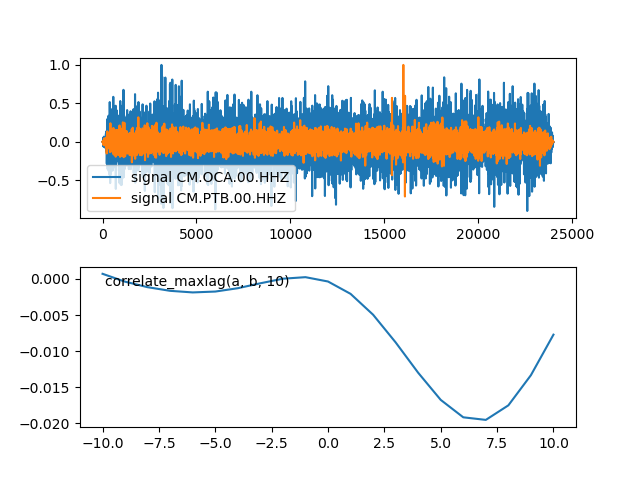 1.0
0.5
0.0
−0.5
signal CM.OCA.00.HHZ
signal CM.PTB.00.HHZ
0 5000 10000 15000 20000 25000
0.000
−0.005
−0.010
−0.015
−0.020
correlate_maxlag(a, b, 10)
−10.0 −7.5 −5.0 −2.5 0.0 2.5 5.0 7.5 10.0